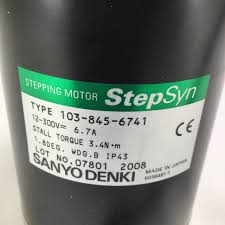 STEPPING MOTOR StepSyn
TYPE 103-845-6741
12-300V⎓ 6.7A
STALL TORQUE 3.4N·m
1.8DEG. WDG.B IP43
LOT NO. 07801 2008
SANYO DENKI
CE
MADE IN JAPAN